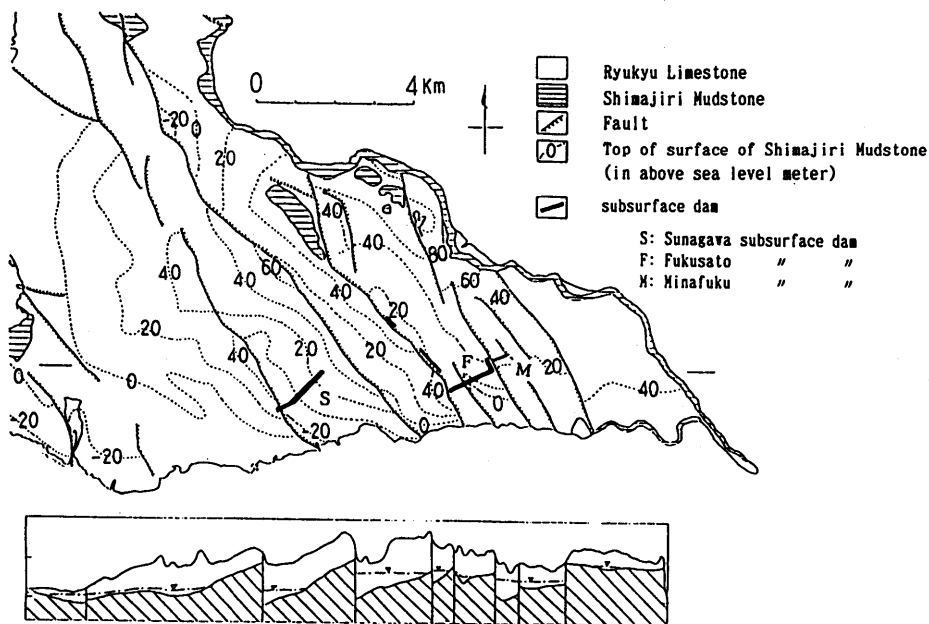 0 4 Km
Ryukyu Limestone
Shimajiri Mudstone
Fault
0 Top of surface of Shimajiri Mudstone
(in above sea level meter)
subsurface dam
S: Sunagawa subsurface dam
F: Fukusato 〃 〃
M: Minafuku 〃 〃
-20
0
20
40
40
80
40
60
60
40
40
20
40
20
40
20
20
20
F
M
20
40
40
40
S
0
0
0
0
-20
-20
-20